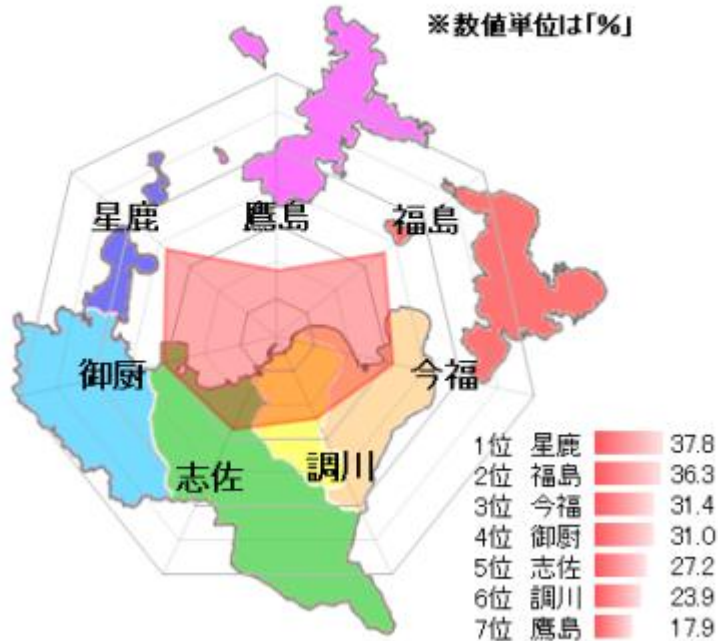 ※数値単位は「%」
星鹿
鷹島
福島
御厨
今福
志佐
調川
1位 星鹿 37.8
2位 福島 36.3
3位 今福 31.4
4位 御厨 31.0
5位 志佐 27.2
6位 調川 23.9
7位 鷹島 17.9